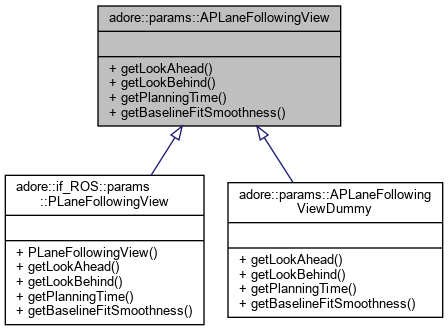 adore::params::APLaneFollowingView
+ getLookAhead()
+ getLookBehind()
+ getPlanningTime()
+ getBaselineFitSmoothness()
adore::if_ROS::params
::PLaneFollowingView
+ PLaneFollowingView()
+ getLookAhead()
+ getLookBehind()
+ getPlanningTime()
+ getBaselineFitSmoothness()
adore::params::APLaneFollowing
ViewDummy
+ getLookAhead()
+ getLookBehind()
+ getPlanningTime()
+ getBaselineFitSmoothness()